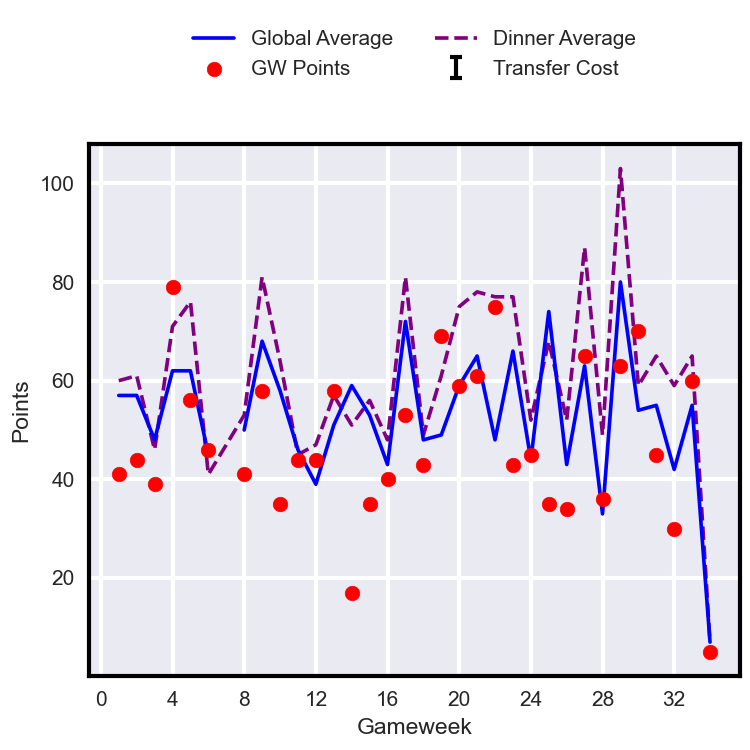 Global Average
Dinner Average
GW Points
Transfer Cost
100
80
60
40
20
Points
0
4
8
12
16
20
24
28
32
Gameweek